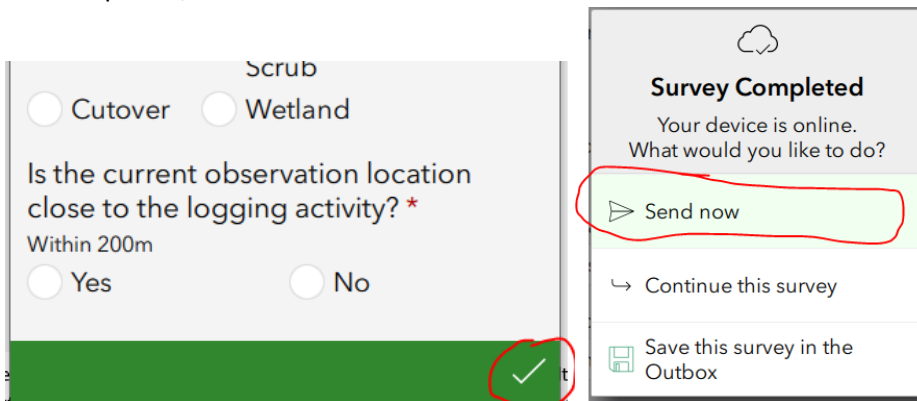 Scrub
Cutover Wetland
Is the current observation location
close to the logging activity? *
Within 200m
Yes No
Survey Completed
Your device is online.
What would you like to do?
Send now
Continue this survey
Save this survey in the
Outbox